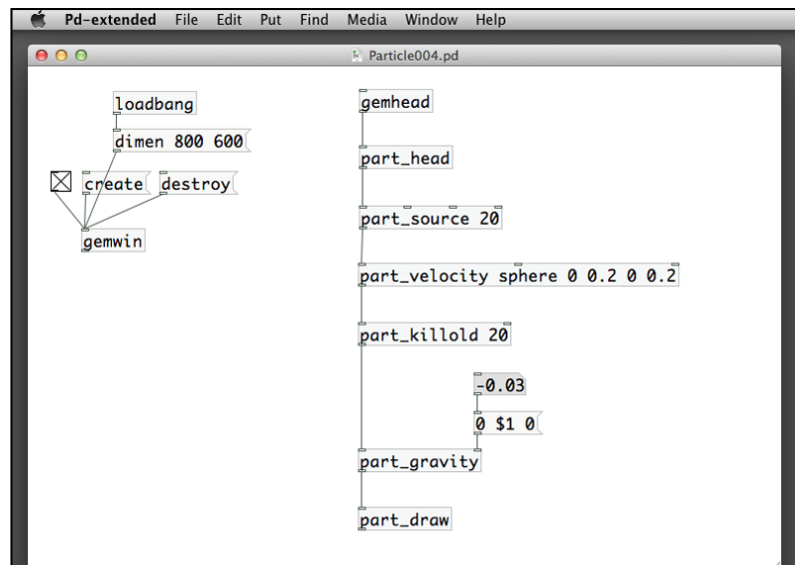 Pd-extended File Edit Put Find Media Window Help
Particle004.pd
loadbang
dimen 800 600
create destroy
gemwin
gemhead
part_head
part_source 20
part_velocity sphere 0 0.2 0 0.2
part_killold 20
-0.03
0 $1 0
part_gravity
part_draw